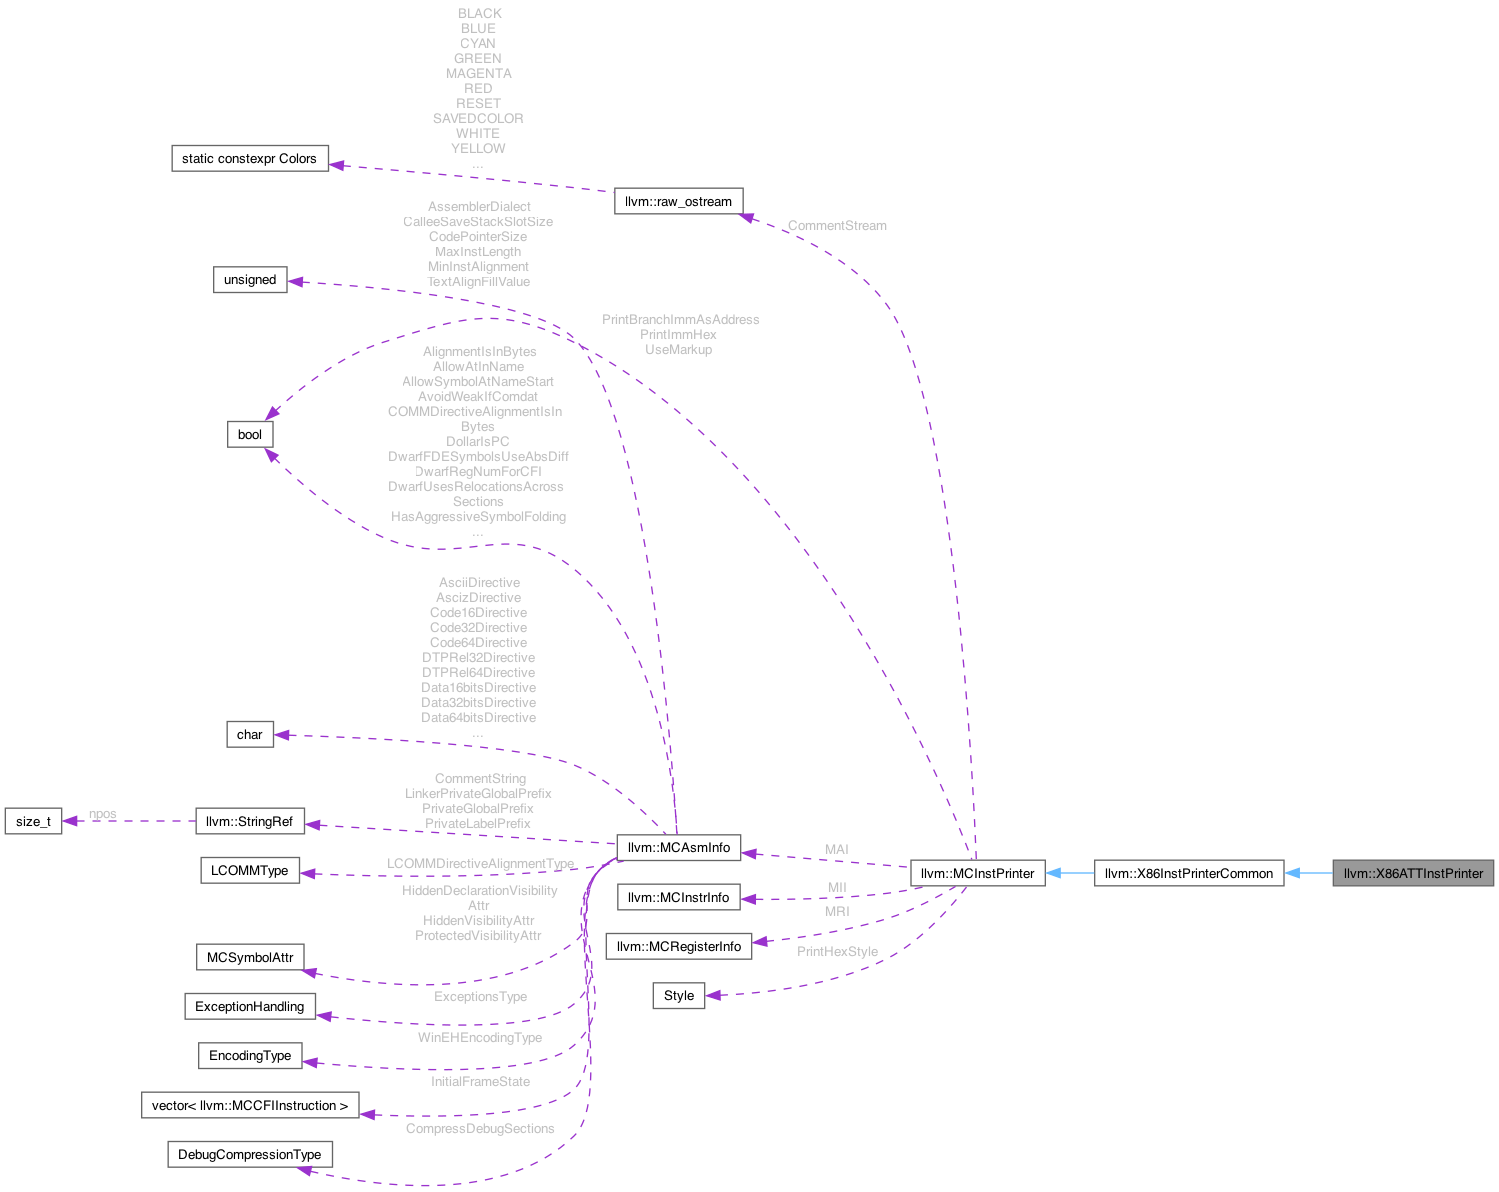 BLACK
BLUE
CYAN
GREEN
MAGENTA
RED
RESET
SAVEDCOLOR
WHITE
YELLOW
...
static constexpr Colors
llvm::raw_ostream
CommentStream
AssemblerDialect
CalleeSaveStackSlotSize
CodePointerSize
MaxInstLength
MinInstAlignment
TextAlignFillValue
unsigned
PrintBranchImmAsAddress
PrintImmHex
UseMarkup
AlignmentIsInBytes
AllowAtInName
AllowSymbolAtNameStart
AvoidWeakIfComdat
COMMDirectiveAlignmentIsIn
Bytes
DollarIsPC
DwarfFDESymbolsUseAbsDiff
DwarfRegNumForCFI
DwarfUsesRelocationsAcross
Sections
HasAggressiveSymbolFolding
...
bool
AsciiDirective
AscizDirective
Code16Directive
Code32Directive
Code64Directive
DTPRel32Directive
DTPRel64Directive
Data16bitsDirective
Data32bitsDirective
Data64bitsDirective
...
char
CommentString
LinkerPrivateGlobalPrefix
PrivateGlobalPrefix
PrivateLabelPrefix
size_t
npos
llvm::StringRef
llvm::MCAsmInfo
MAI
LCOMMType
LCOMMDirectiveAlignmentType
llvm::MCInstPrinter
llvm::X86InstPrinterCommon
llvm::X86ATTInstPrinter
HiddenDeclarationVisibility
Attr
HiddenVisibilityAttr
ProtectedVisibilityAttr
llvm::MCInstrInfo
MII
MRI
llvm::MCRegisterInfo
PrintHexStyle
MCSymbolAttr
Style
ExceptionsType
ExceptionHandling
WinEHEncodingType
EncodingType
InitialFrameState
vector< llvm::MCCFIInstruction >
CompressDebugSections
DebugCompressionType